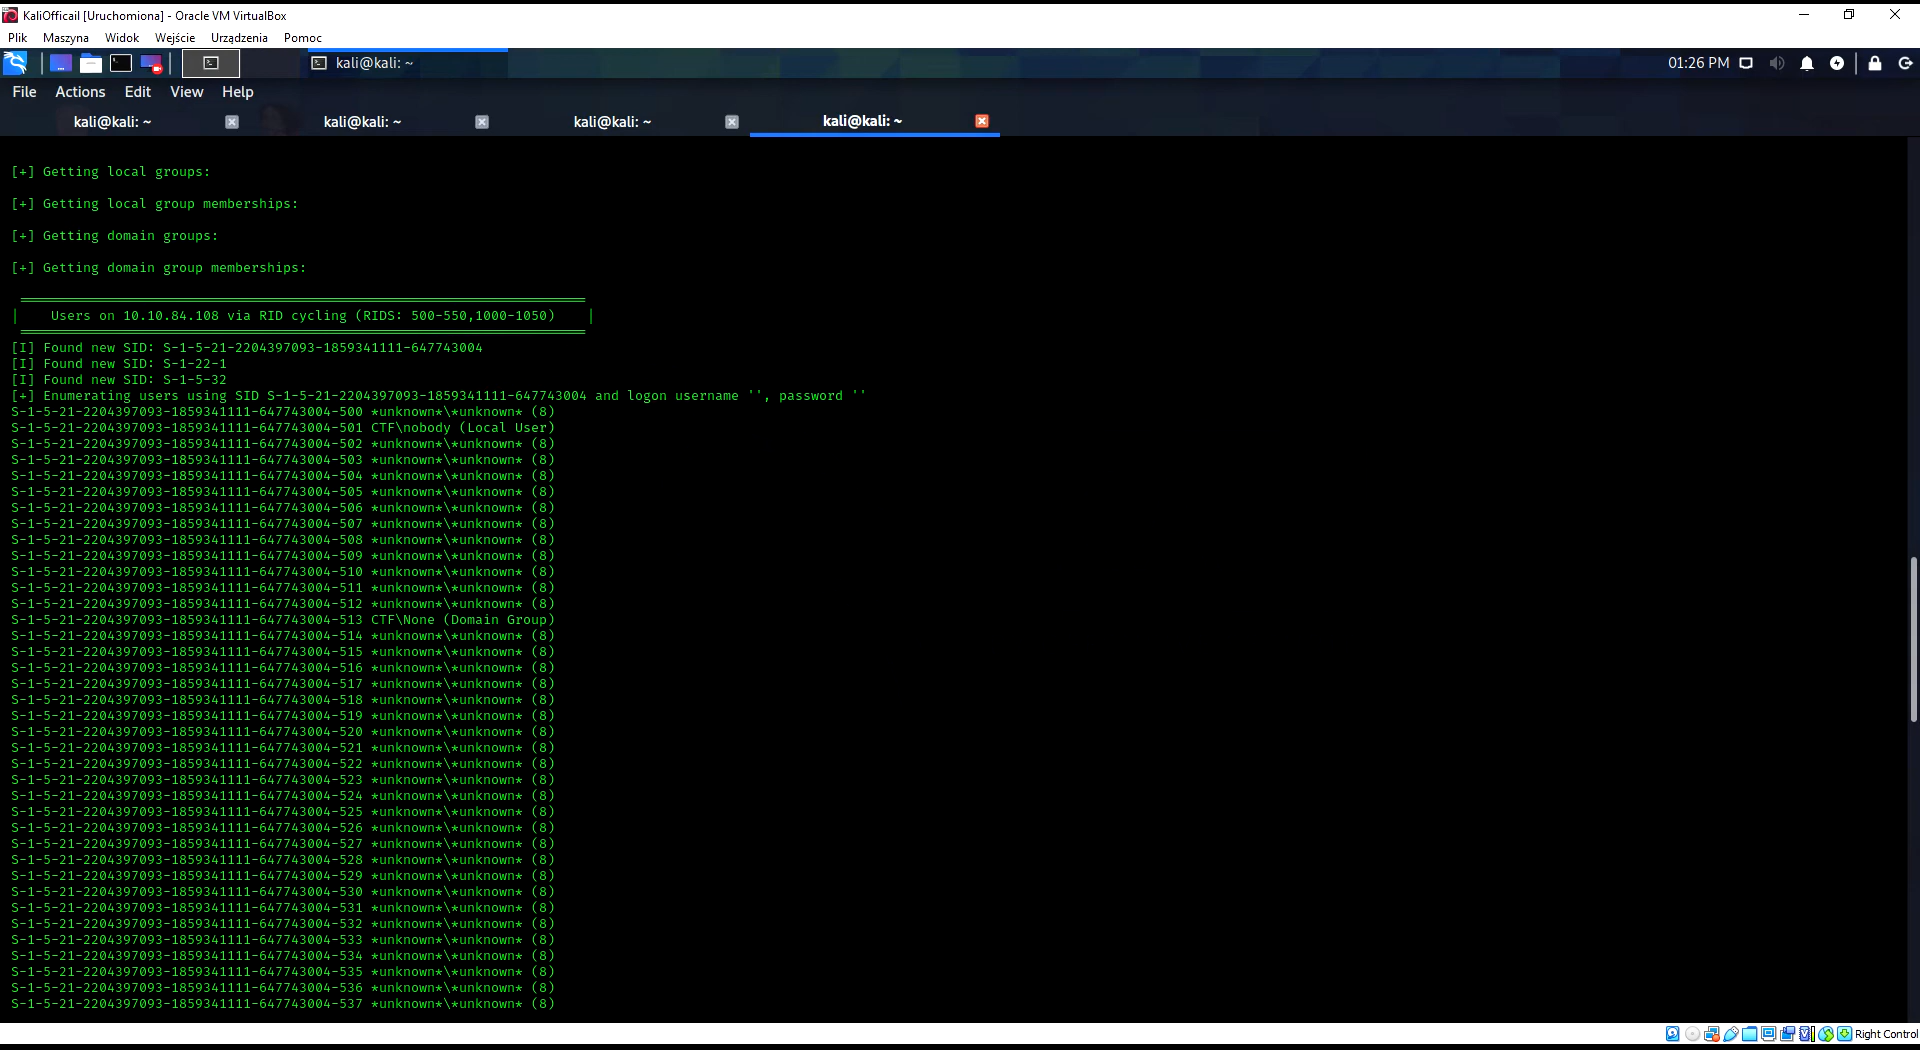 KaliOfficail [Uruchomiona] - Oracle VM VirtualBox
Plik Maszyna Widok Wejście Urządzenia Pomoc
kali@kali: ~ 01:26 PM
File Actions Edit View Help
kali@kali: ~ kali@kali: ~ kali@kali: ~ kali@kali: ~
[+] Getting local groups:
[+] Getting local group memberships:
[+] Getting domain groups:
[+] Getting domain group memberships:
| Users on 10.10.84.108 via RID cycling (RIDS: 500-550,1000-1050) |
[I] Found new SID: S-1-5-21-2204397093-1859341111-647743004
[I] Found new SID: S-1-22-1
[I] Found new SID: S-1-5-32
[+] Enumerating users using SID S-1-5-21-2204397093-1859341111-647743004 and logon username '', password ''
S-1-5-21-2204397093-1859341111-647743004-500 *unknown*\*unknown* (8)
S-1-5-21-2204397093-1859341111-647743004-501 CTF\nobody (Local User)
S-1-5-21-2204397093-1859341111-647743004-502 *unknown*\*unknown* (8)
S-1-5-21-2204397093-1859341111-647743004-503 *unknown*\*unknown* (8)
S-1-5-21-2204397093-1859341111-647743004-504 *unknown*\*unknown* (8)
S-1-5-21-2204397093-1859341111-647743004-505 *unknown*\*unknown* (8)
S-1-5-21-2204397093-1859341111-647743004-506 *unknown*\*unknown* (8)
S-1-5-21-2204397093-1859341111-647743004-507 *unknown*\*unknown* (8)
S-1-5-21-2204397093-1859341111-647743004-508 *unknown*\*unknown* (8)
S-1-5-21-2204397093-1859341111-647743004-509 *unknown*\*unknown* (8)
S-1-5-21-2204397093-1859341111-647743004-510 *unknown*\*unknown* (8)
S-1-5-21-2204397093-1859341111-647743004-511 *unknown*\*unknown* (8)
S-1-5-21-2204397093-1859341111-647743004-512 *unknown*\*unknown* (8)
S-1-5-21-2204397093-1859341111-647743004-513 CTF\None (Domain Group)
S-1-5-21-2204397093-1859341111-647743004-514 *unknown*\*unknown* (8)
S-1-5-21-2204397093-1859341111-647743004-515 *unknown*\*unknown* (8)
S-1-5-21-2204397093-1859341111-647743004-516 *unknown*\*unknown* (8)
S-1-5-21-2204397093-1859341111-647743004-517 *unknown*\*unknown* (8)
S-1-5-21-2204397093-1859341111-647743004-518 *unknown*\*unknown* (8)
S-1-5-21-2204397093-1859341111-647743004-519 *unknown*\*unknown* (8)
S-1-5-21-2204397093-1859341111-647743004-520 *unknown*\*unknown* (8)
S-1-5-21-2204397093-1859341111-647743004-521 *unknown*\*unknown* (8)
S-1-5-21-2204397093-1859341111-647743004-522 *unknown*\*unknown* (8)
S-1-5-21-2204397093-1859341111-647743004-523 *unknown*\*unknown* (8)
S-1-5-21-2204397093-1859341111-647743004-524 *unknown*\*unknown* (8)
S-1-5-21-2204397093-1859341111-647743004-525 *unknown*\*unknown* (8)
S-1-5-21-2204397093-1859341111-647743004-526 *unknown*\*unknown* (8)
S-1-5-21-2204397093-1859341111-647743004-527 *unknown*\*unknown* (8)
S-1-5-21-2204397093-1859341111-647743004-528 *unknown*\*unknown* (8)
S-1-5-21-2204397093-1859341111-647743004-529 *unknown*\*unknown* (8)
S-1-5-21-2204397093-1859341111-647743004-530 *unknown*\*unknown* (8)
S-1-5-21-2204397093-1859341111-647743004-531 *unknown*\*unknown* (8)
S-1-5-21-2204397093-1859341111-647743004-532 *unknown*\*unknown* (8)
S-1-5-21-2204397093-1859341111-647743004-533 *unknown*\*unknown* (8)
S-1-5-21-2204397093-1859341111-647743004-534 *unknown*\*unknown* (8)
S-1-5-21-2204397093-1859341111-647743004-535 *unknown*\*unknown* (8)
S-1-5-21-2204397093-1859341111-647743004-536 *unknown*\*unknown* (8)
S-1-5-21-2204397093-1859341111-647743004-537 *unknown*\*unknown* (8)
Right Control